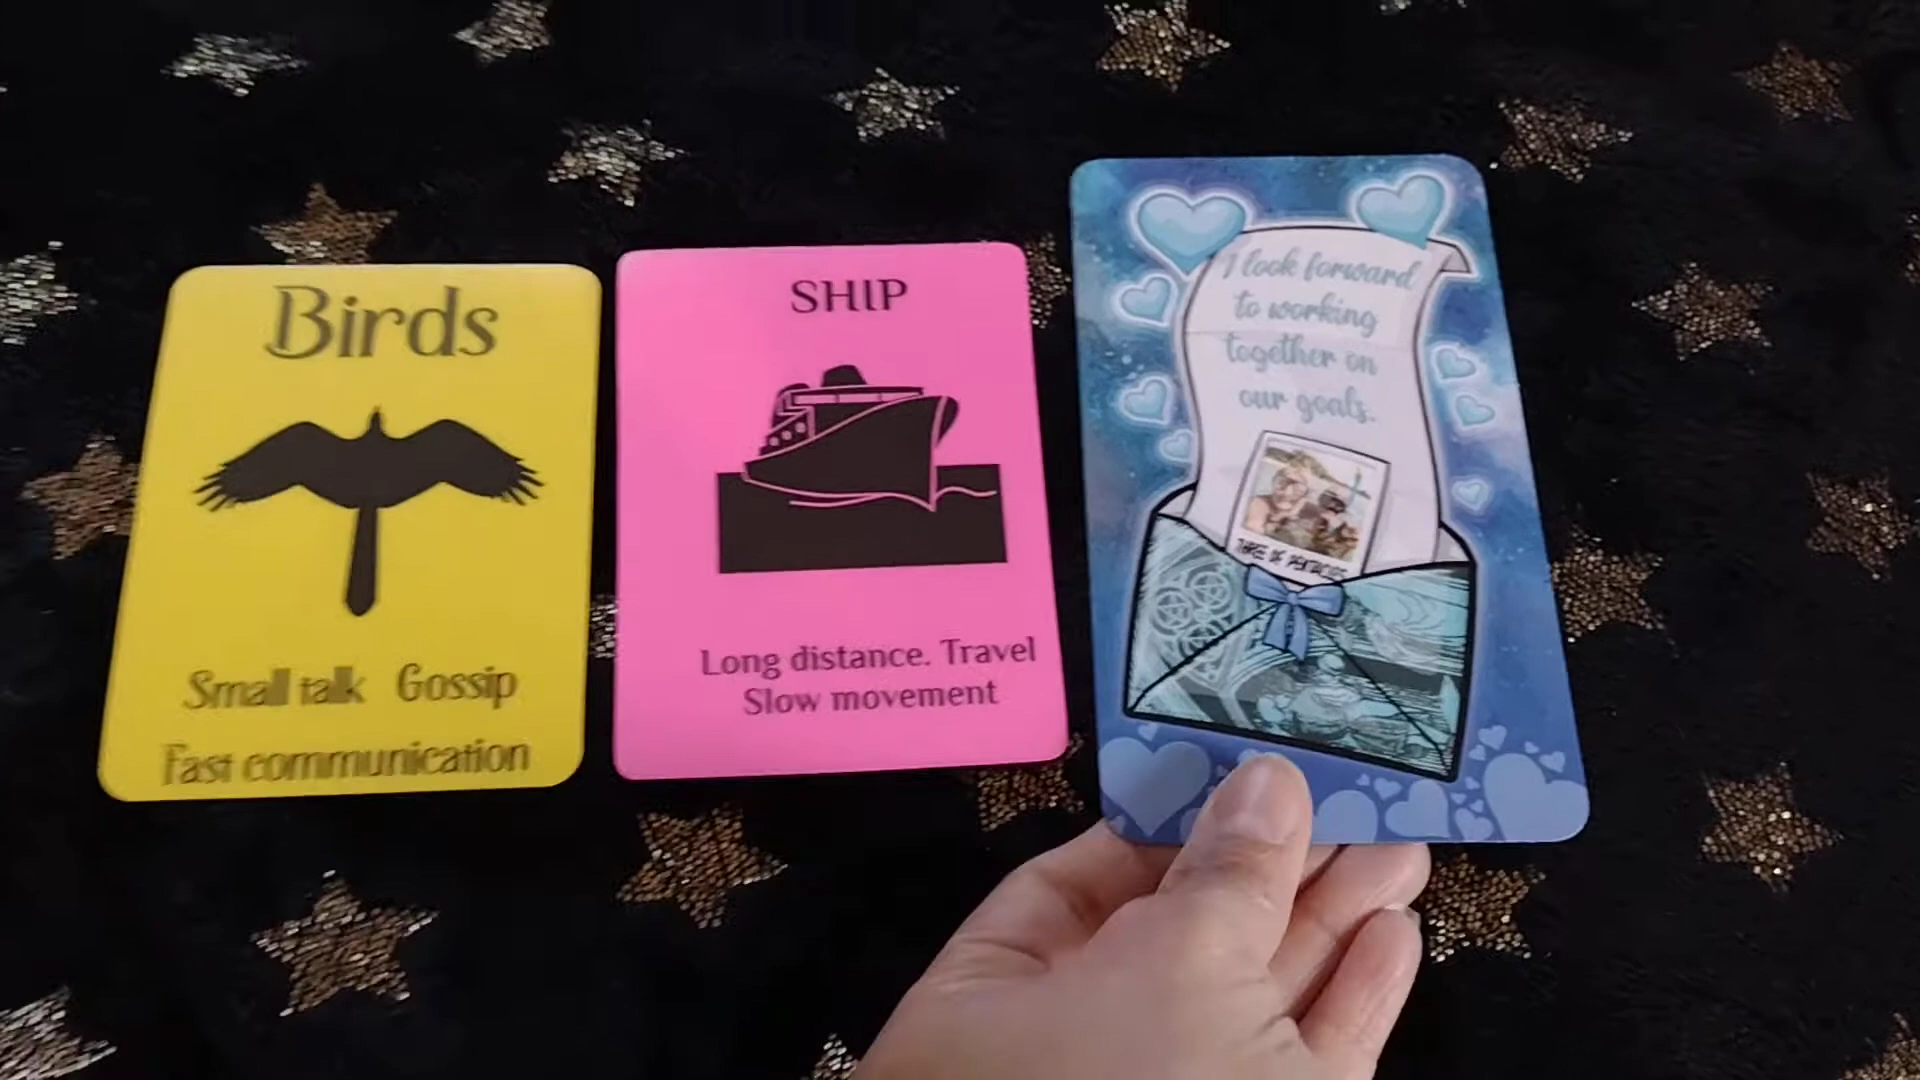 Birds
Small talk Gossip
Fast communication
SHIP
Long distance. Travel
Slow movement
I look forward
to working
together on
our goals.
THREE OF PENTACLES